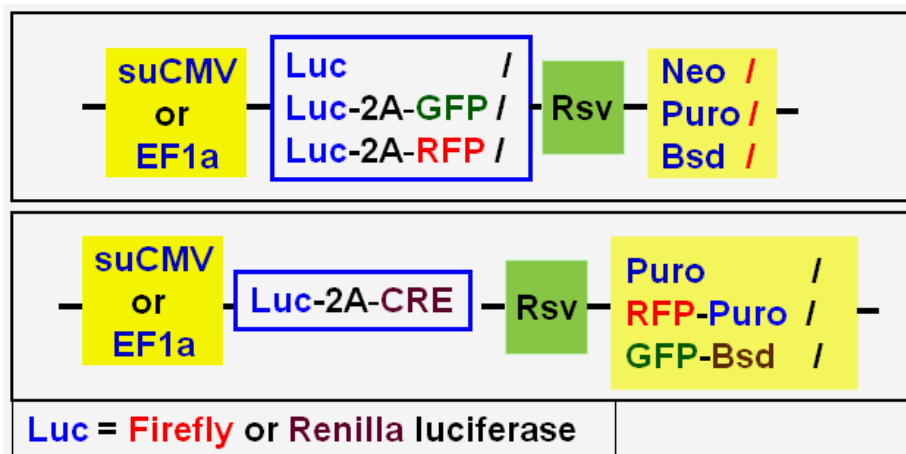 suCMV
or
EF1a
Luc /
Luc-2A-GFP /
Luc-2A-RFP /
Rsv
Neo /
Puro /
Bsd /
suCMV
or
EF1a
Luc-2A-CRE
Rsv
Puro /
RFP-Puro /
GFP-Bsd /
Luc = Firefly or Renilla luciferase